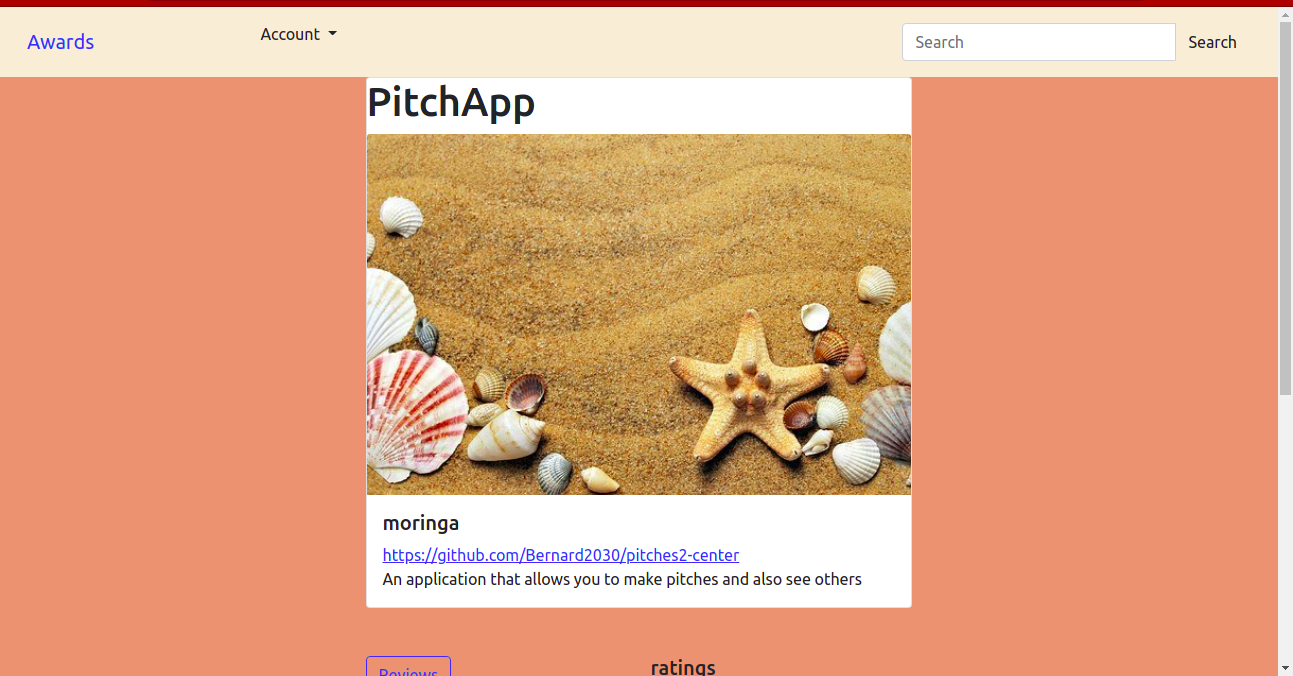 Awards
Account
Search
Search
PitchApp
moringa
https://github.com/Bernard2030/pitches2-center
An application that allows you to make pitches and also see others
Reviews
ratings